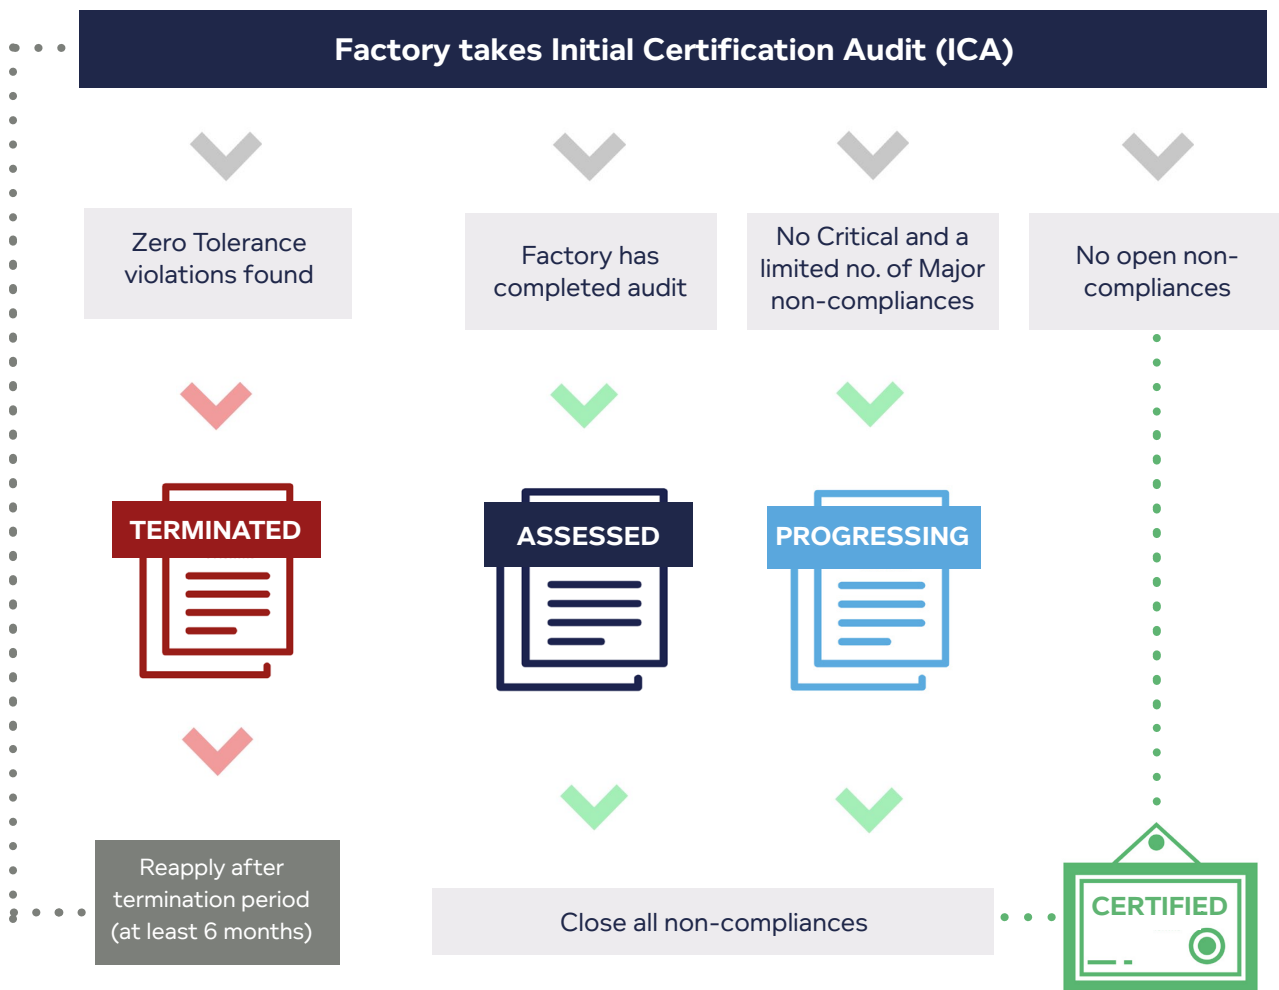 Factory takes Initial Certification Audit (ICA)
Zero Tolerance
violations found
Factory has
completed audit
No Critical and a
limited no. of Major
non-compliances
No open non-
compliances
TERMINATED
ASSESSED
PROGRESSING
Reapply after
termination period
(at least 6 months)
Close all non-compliances
CERTIFIED